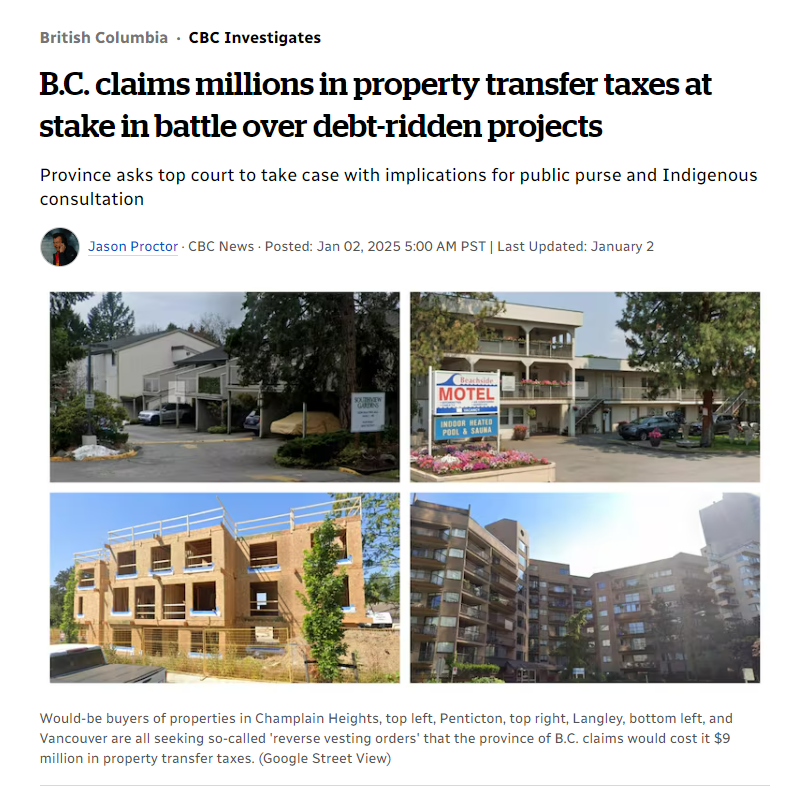 British Columbia · CBC Investigates
B.C. claims millions in property transfer taxes at
stake in battle over debt-ridden projects
Province asks top court to take case with implications for public purse and Indigenous
consultation
Jason Proctor · CBC News · Posted: Jan 02, 2025 5:00 AM PST | Last Updated: January 2
SOUTHVIEW
GARDENS
Beachside
MOTEL
INDOOR HEATED
POOL & SAUNA
Would-be buyers of properties in Champlain Heights, top left, Penticton, top right, Langley, bottom left, and
Vancouver are all seeking so-called 'reverse vesting orders' that the province of B.C. claims would cost it $9
million in property transfer taxes. (Google Street View)